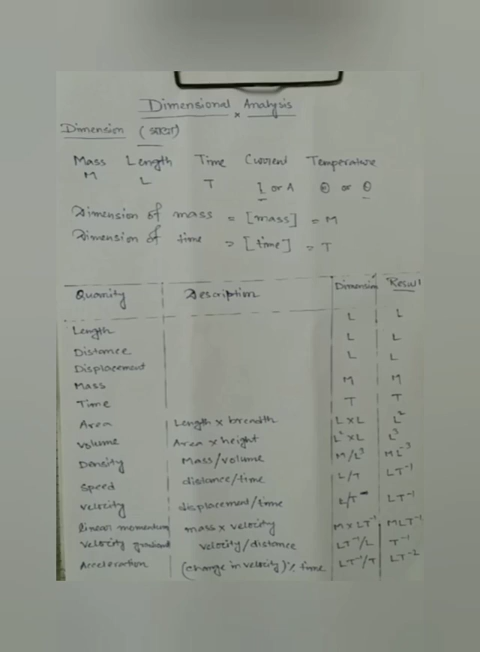 Dimensional Analysis
Dimension (মাত্রা)
Mass Length Time Current Temperature
M L T I or A Θ or θ
Dimension of mass = [mass] = M
Dimension of time = [time] = T
Quantity Description Dimension Result
Length L L
Distance L L
Displacement L L
Mass M M
Time T T
Area Length x breadth L x L L²
Volume Area x height L² x L L³
Density Mass/volume M/L³ ML⁻³
Speed distance/time L/T LT⁻¹
Velocity displacement/time L/T LT⁻¹
linear momentum mass x velocity M x LT⁻¹ MLT⁻¹
Velocity gradient velocity/distance LT⁻¹/L T⁻¹
Acceleration (change in velocity)/ time LT⁻¹/T LT⁻²